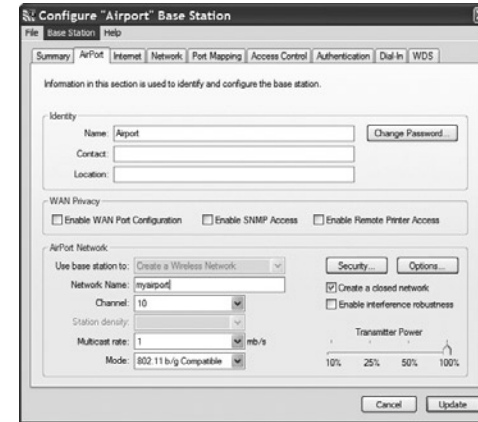 Configure "Airport" Base Station
File Base Station Help
Summary AirPort Internet Network Port Mapping Access Control Authentication Dial-In WDS
Information in this section is used to identify and configure the base station.
Identity
Name: Airport Change Password...
Contact:
Location:
WAN Privacy
Enable WAN Port Configuration Enable SNMP Access Enable Remote Printer Access
AirPort Network
Use base station to: Create a Wireless Network Security... Options...
Network Name: myairport Create a closed network
Channel: 10 Enable interference robustness
Station density:
Transmitter Power
Multicast rate: 1 mb/s
Mode: 802.11 b/g Compatible 10% 25% 50% 100%
Cancel Update